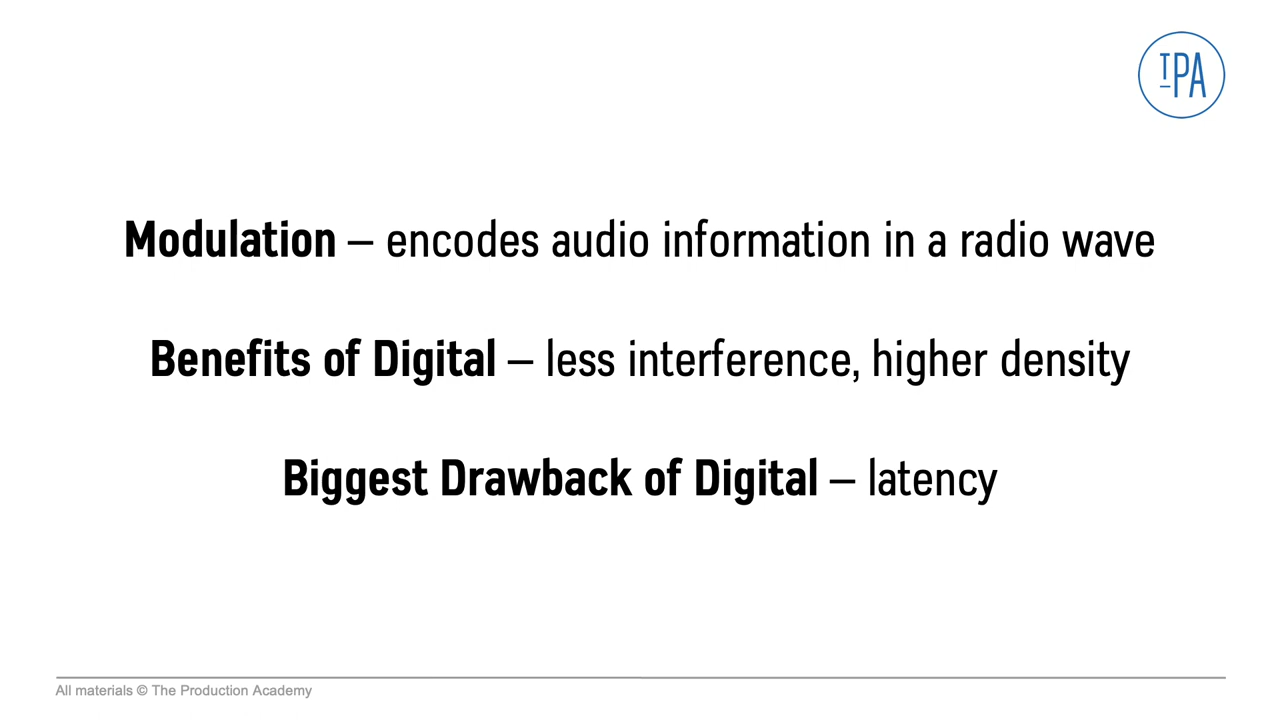 TPA
Modulation – encodes audio information in a radio wave
Benefits of Digital – less interference, higher density
Biggest Drawback of Digital – latency
All materials © The Production Academy